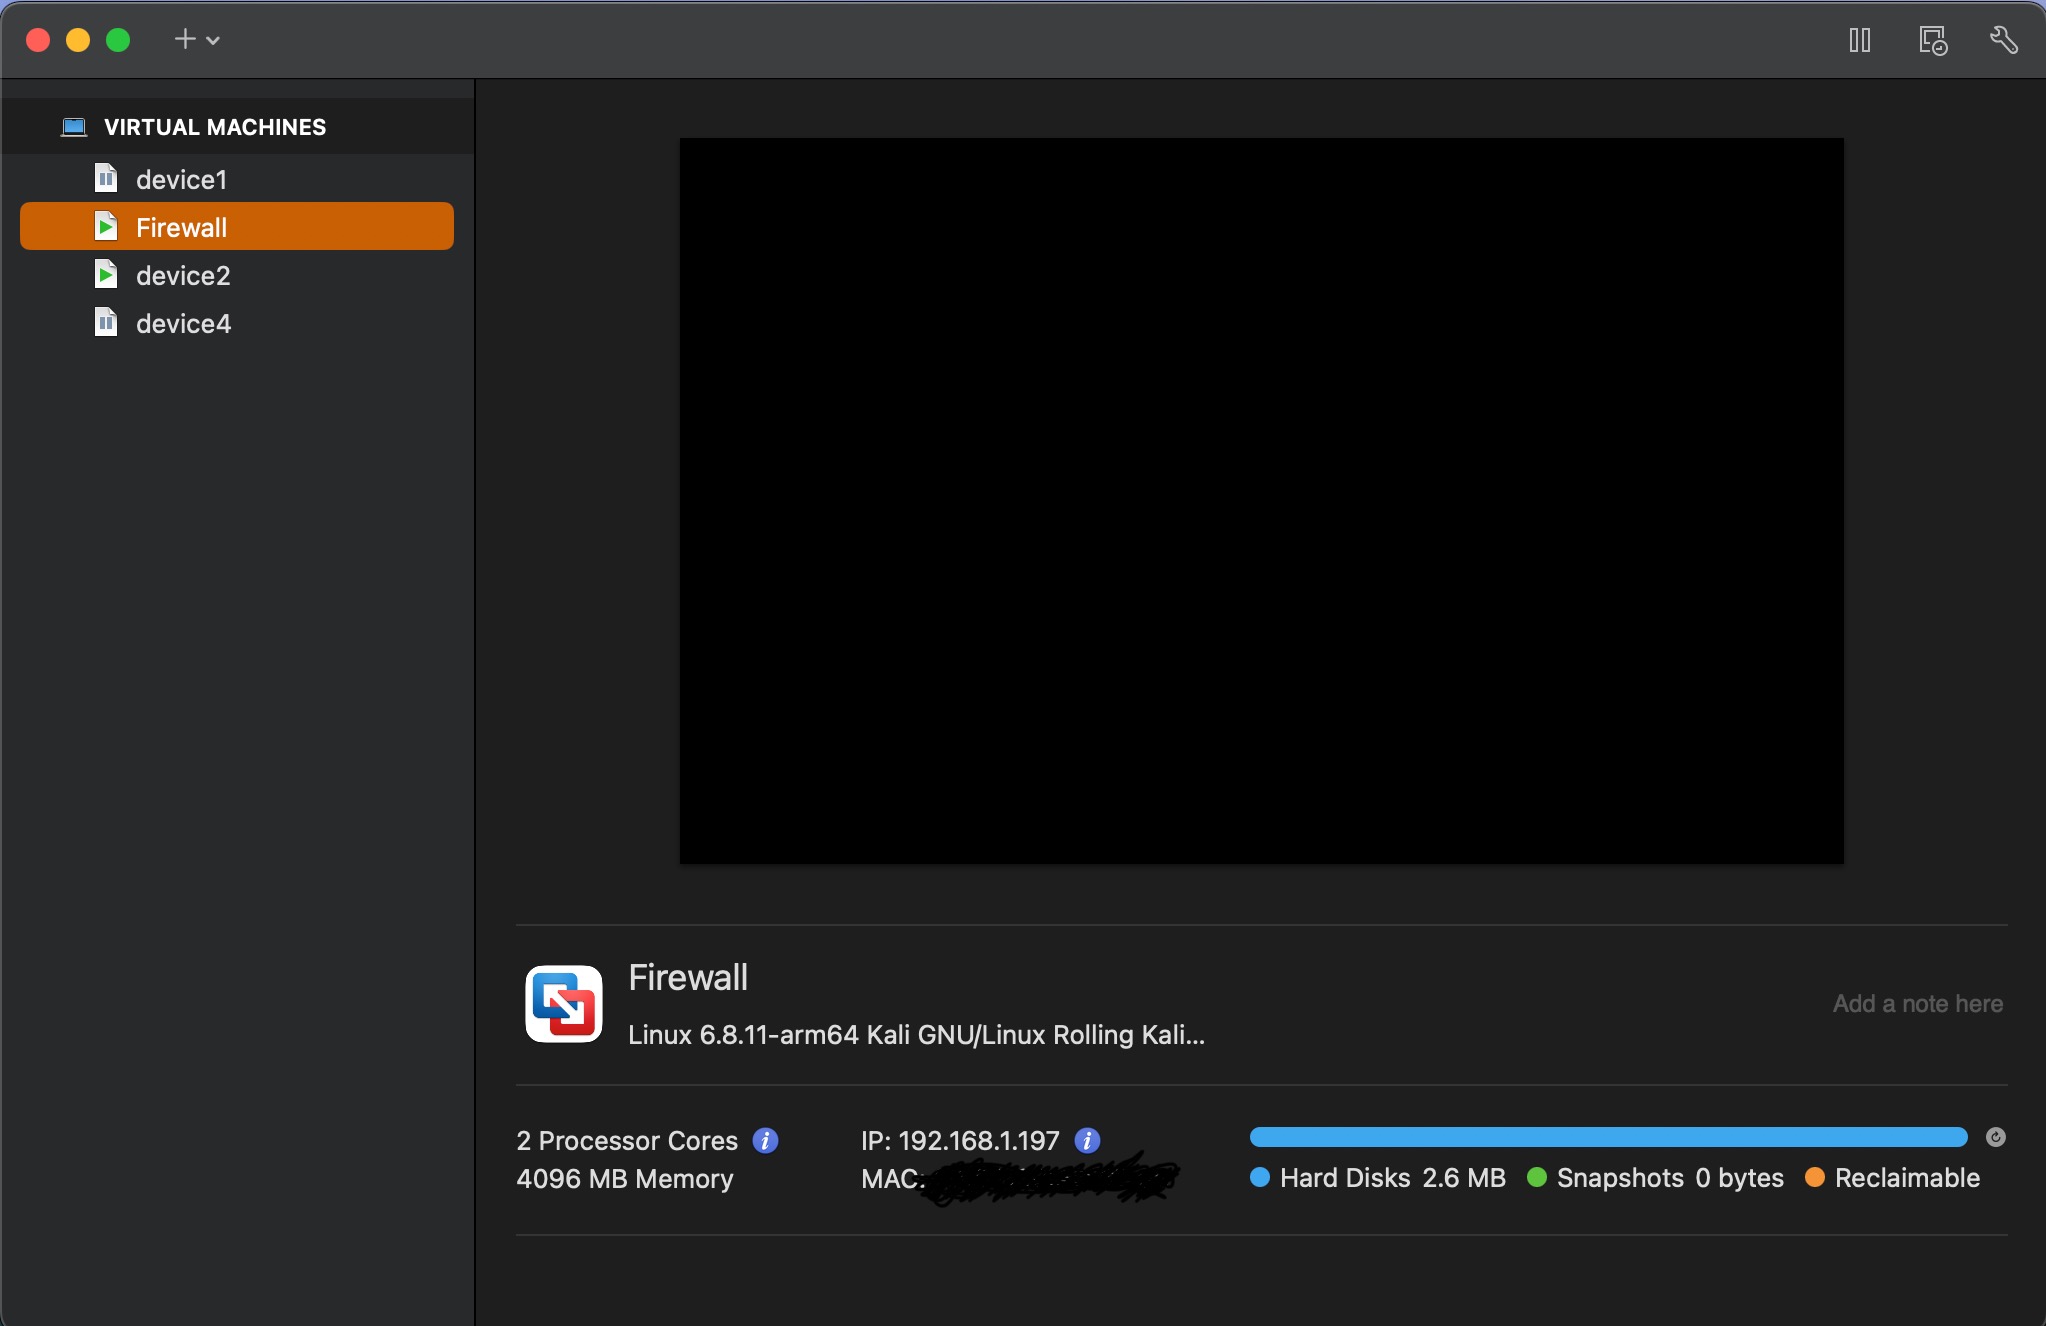 VIRTUAL MACHINES
device1
Firewall
device2
device4
Firewall
Linux 6.8.11-arm64 Kali GNU/Linux Rolling Kali...
Add a note here
2 Processor Cores
4096 MB Memory
IP: 192.168.1.197
MAC:
Hard Disks 2.6 MB Snapshots 0 bytes Reclaimable